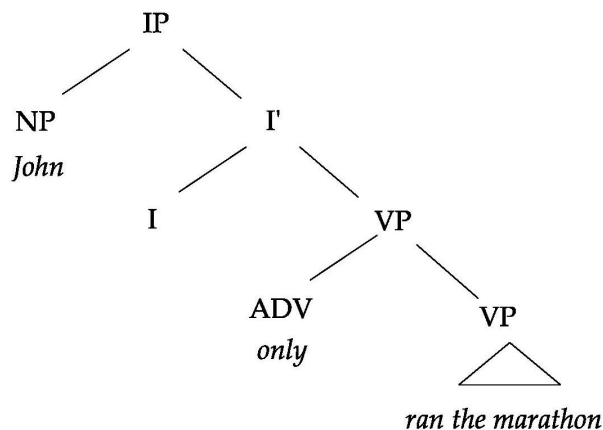 IP
NP I'
John
I VP
ADV VP
only
ran the marathon